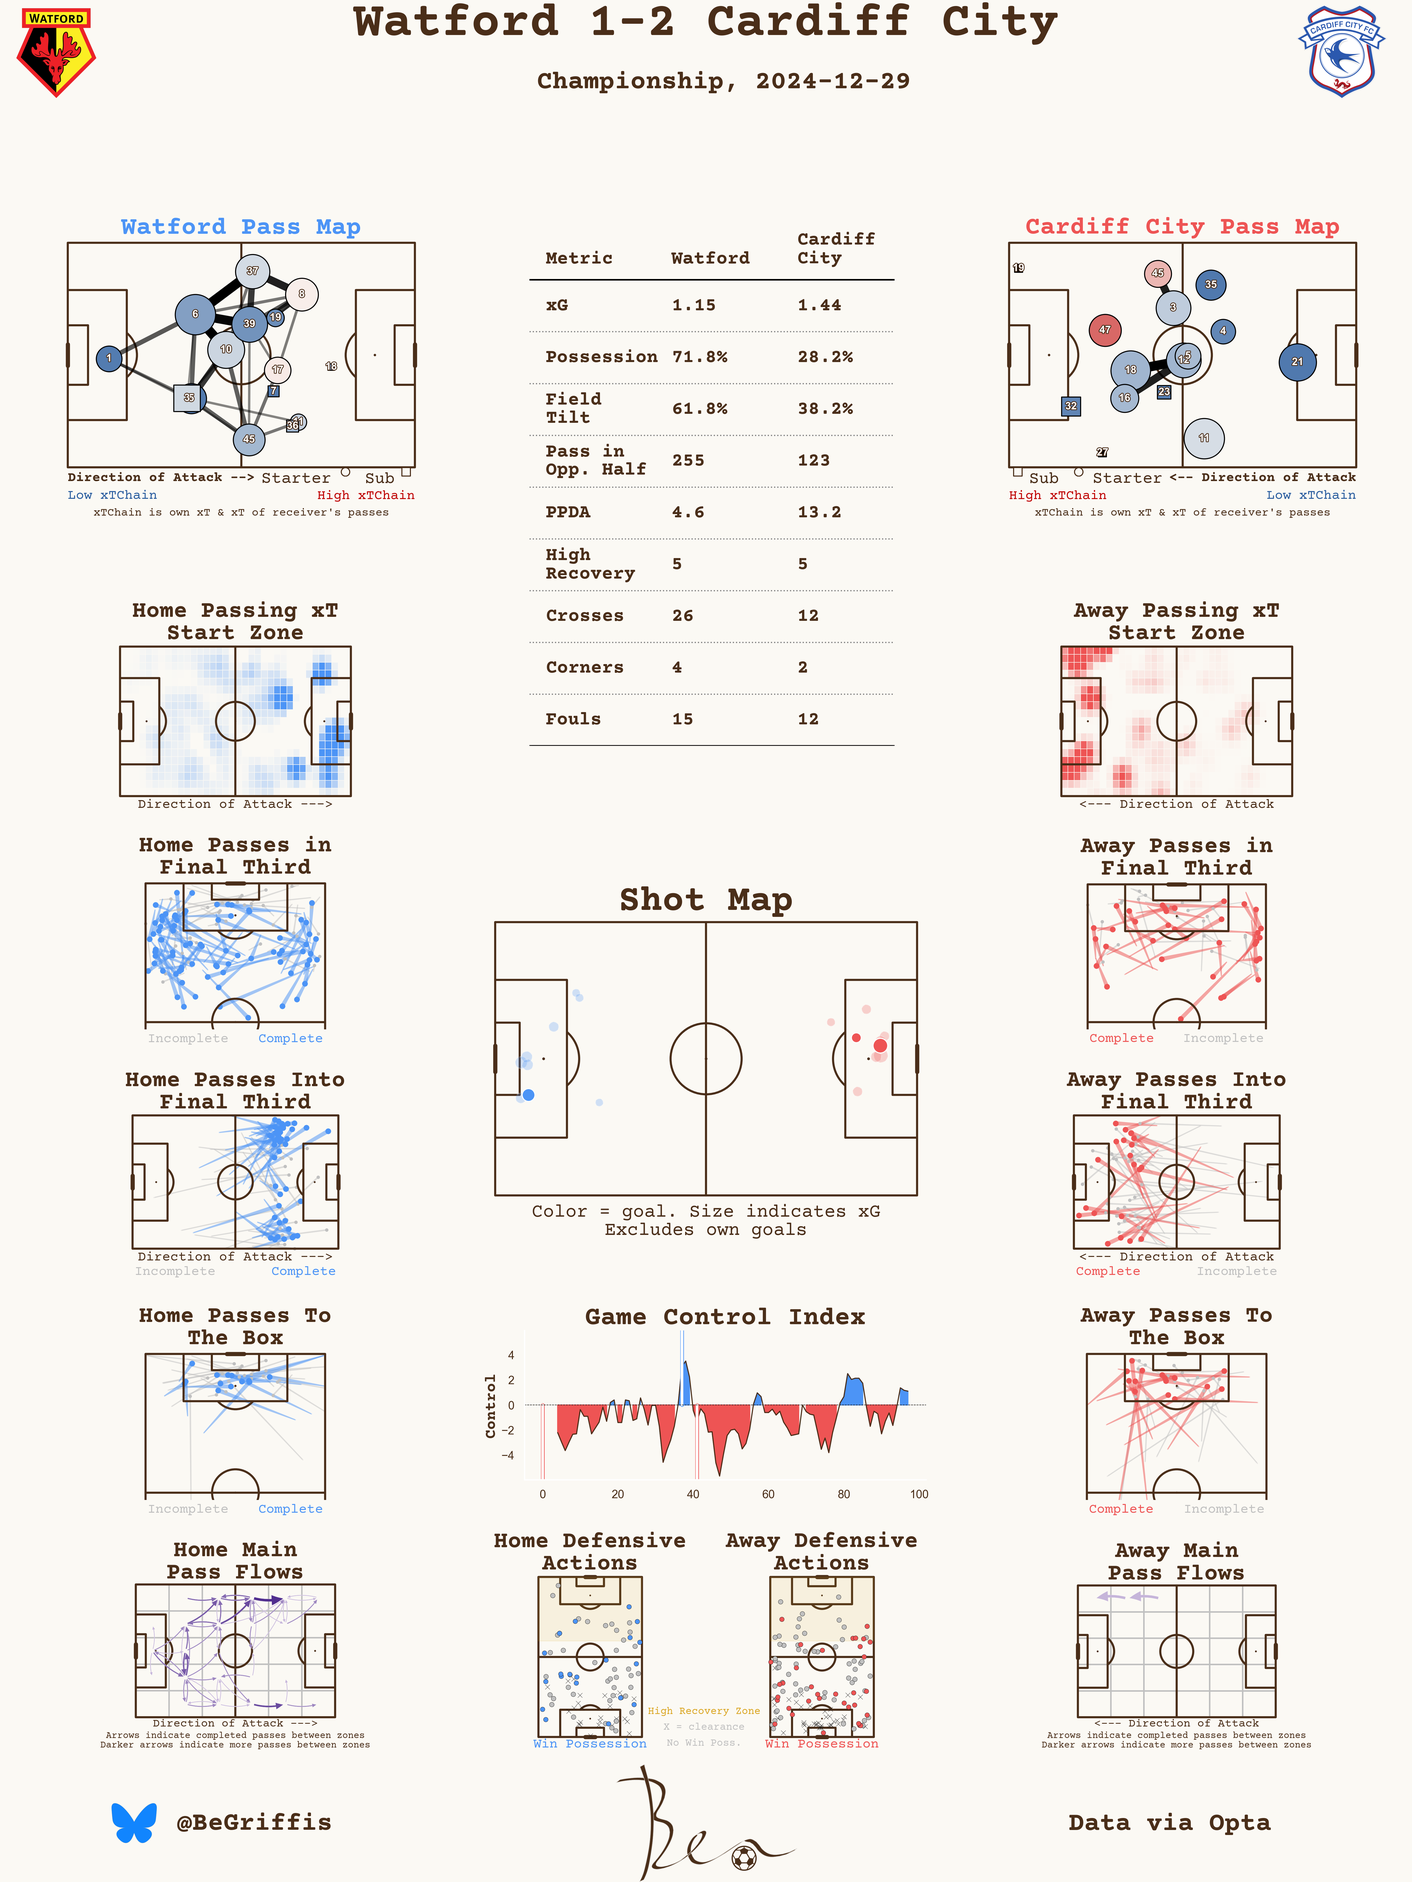 Watford 1-2 Cardiff City
Championship, 2024-12-29
WATFORD
CARDIFF CITY FC
Watford Pass Map
37
8
6
39
19
10
1
17
18
7
35
11
36
45
Direction of Attack --> Starter Sub
Low xTChain High xTChain
xTChain is own xT & xT of receiver's passes
Metric Watford Cardiff City
xG 1.15 1.44
Possession 71.8% 28.2%
Field Tilt 61.8% 38.2%
Pass in Opp. Half 255 123
PPDA 4.6 13.2
High Recovery 5 5
Crosses 26 12
Corners 4 2
Fouls 15 12
Cardiff City Pass Map
19
45
35
3
47
4
5
12
21
18
16
23
32
11
27
Sub Starter <-- Direction of Attack
High xTChain Low xTChain
xTChain is own xT & xT of receiver's passes
Home Passing xT
Start Zone
Direction of Attack --->
Away Passing xT
Start Zone
<--- Direction of Attack
Home Passes in
Final Third
Incomplete Complete
Away Passes in
Final Third
Complete Incomplete
Shot Map
Color = goal. Size indicates xG
Excludes own goals
Home Passes Into
Final Third
Direction of Attack --->
Incomplete Complete
Away Passes Into
Final Third
<--- Direction of Attack
Complete Incomplete
Home Passes To
The Box
Incomplete Complete
Game Control Index
Control
4
2
0
−2
−4
0 20 40 60 80 100
Away Passes To
The Box
Complete Incomplete
Home Main
Pass Flows
Direction of Attack --->
Arrows indicate completed passes between zones
Darker arrows indicate more passes between zones
Home Defensive
Actions
Win Possession
High Recovery Zone
X = clearance
No Win Poss.
Away Defensive
Actions
Win Possession
Away Main
Pass Flows
<--- Direction of Attack
Arrows indicate completed passes between zones
Darker arrows indicate more passes between zones
@BeGriffis
Ben
Data via Opta